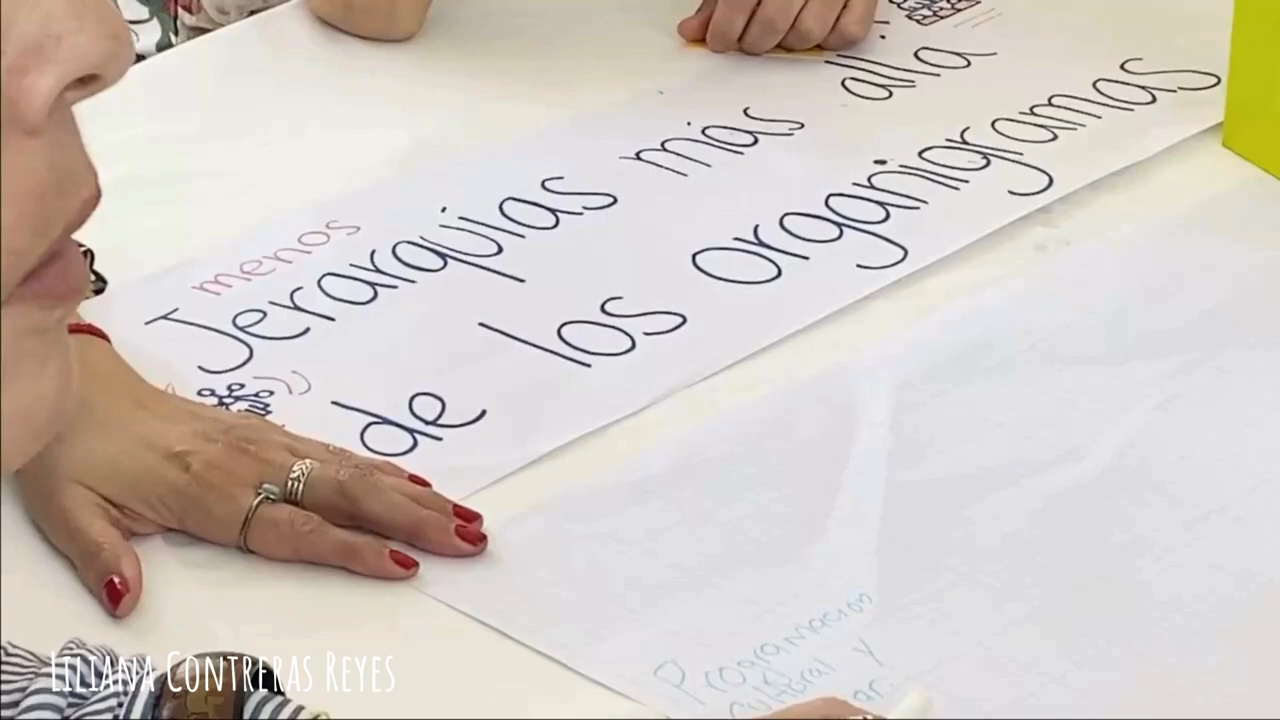 menos
Jerarquías más allá
de los organigramas
Programación
cultural y
LILIANA CONTRERAS REYES